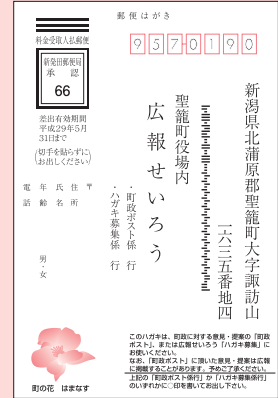 郵便はがき
料金受取人払郵便
新発田郵便局
承認
66
差出有効期間
平成29年5月
31日まで
(切手を貼らずに
お出しください)
957-0190
新潟県北蒲原郡聖籠町大字諏訪山
一六三五番地四
聖籠町役場内
広報せいろう
・町政ポスト係 行
・ハガキ募集係 行
〒
住所
氏名
年齢
男・女
電話
町の花 はまなす
このハガキは、町政に対する意見・提案の「町政
ポスト」、または広報せいろう「ハガキ募集」に
お使いください。
なお、「町政ポスト」に頂いた意見・提案は広報
に掲載することがあります。予めご了承ください。
上記の「町政ポスト係行」か「ハガキ募集係行」
のいずれかに○印を書いてお出し下さい。